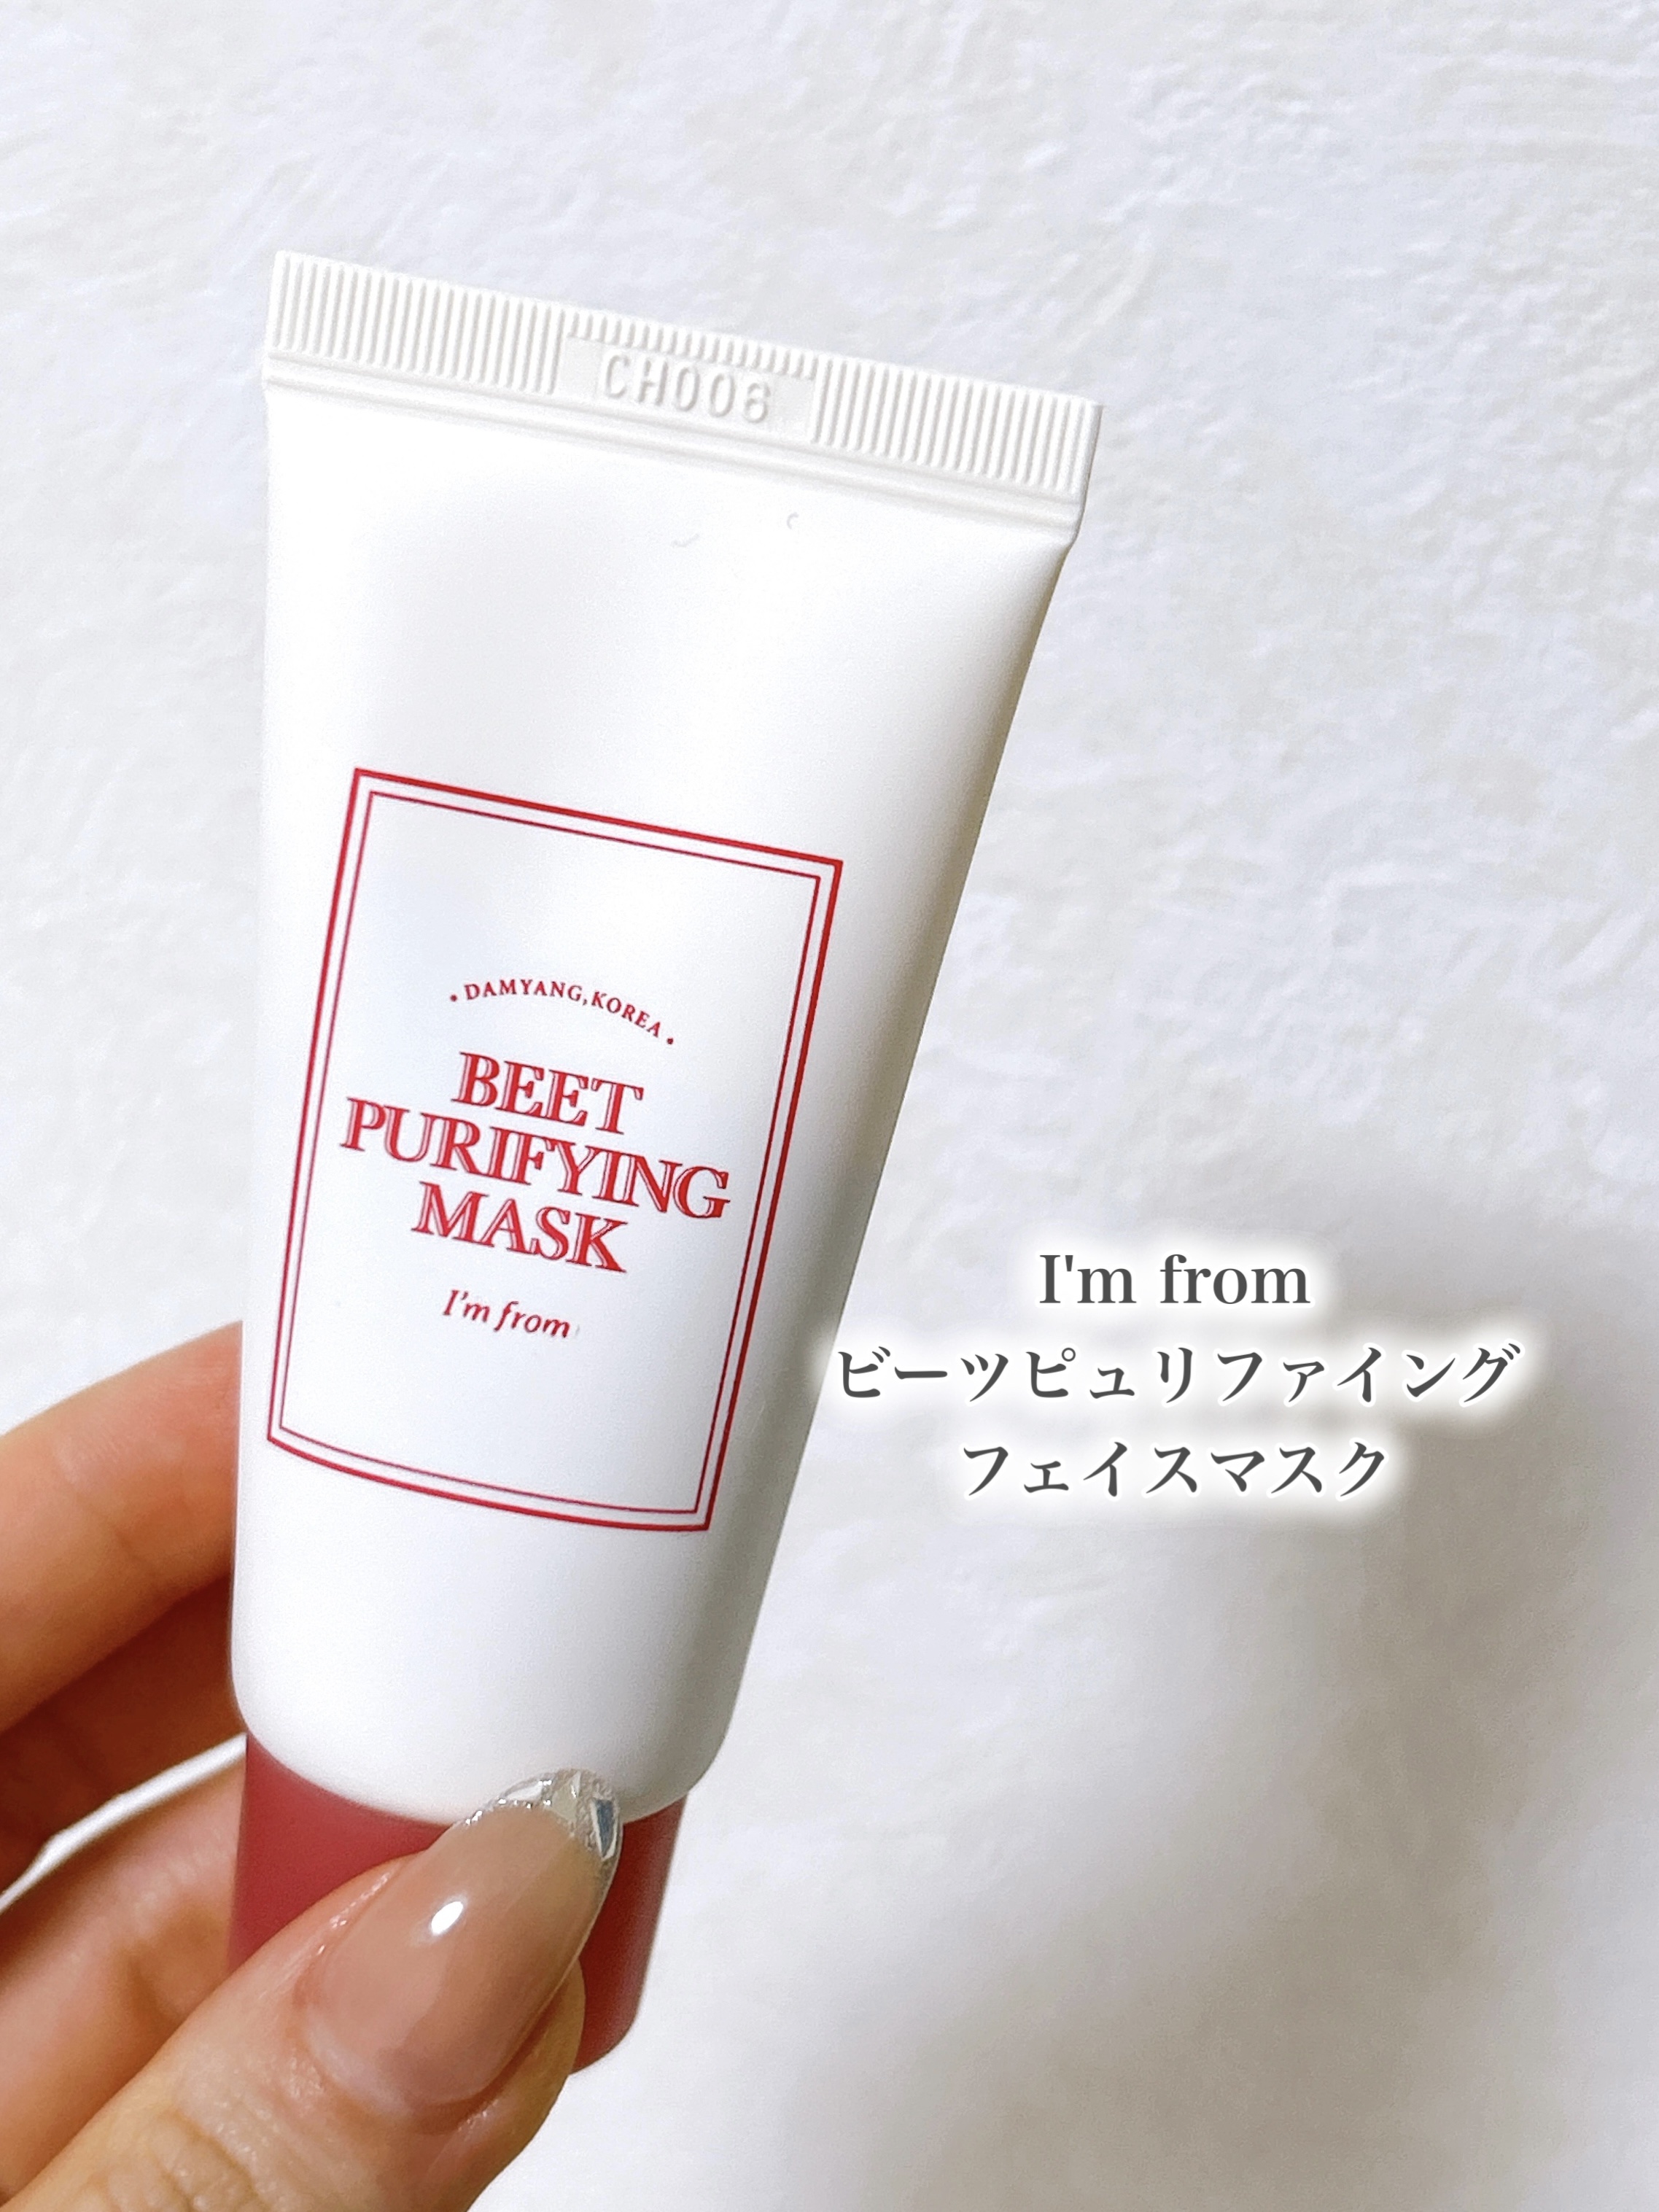 CH006
• DAMYANG, KOREA •
BEET
PURIFYING
MASK
I'm from
I'm from
ビーツピュリファイング
フェイスマスク